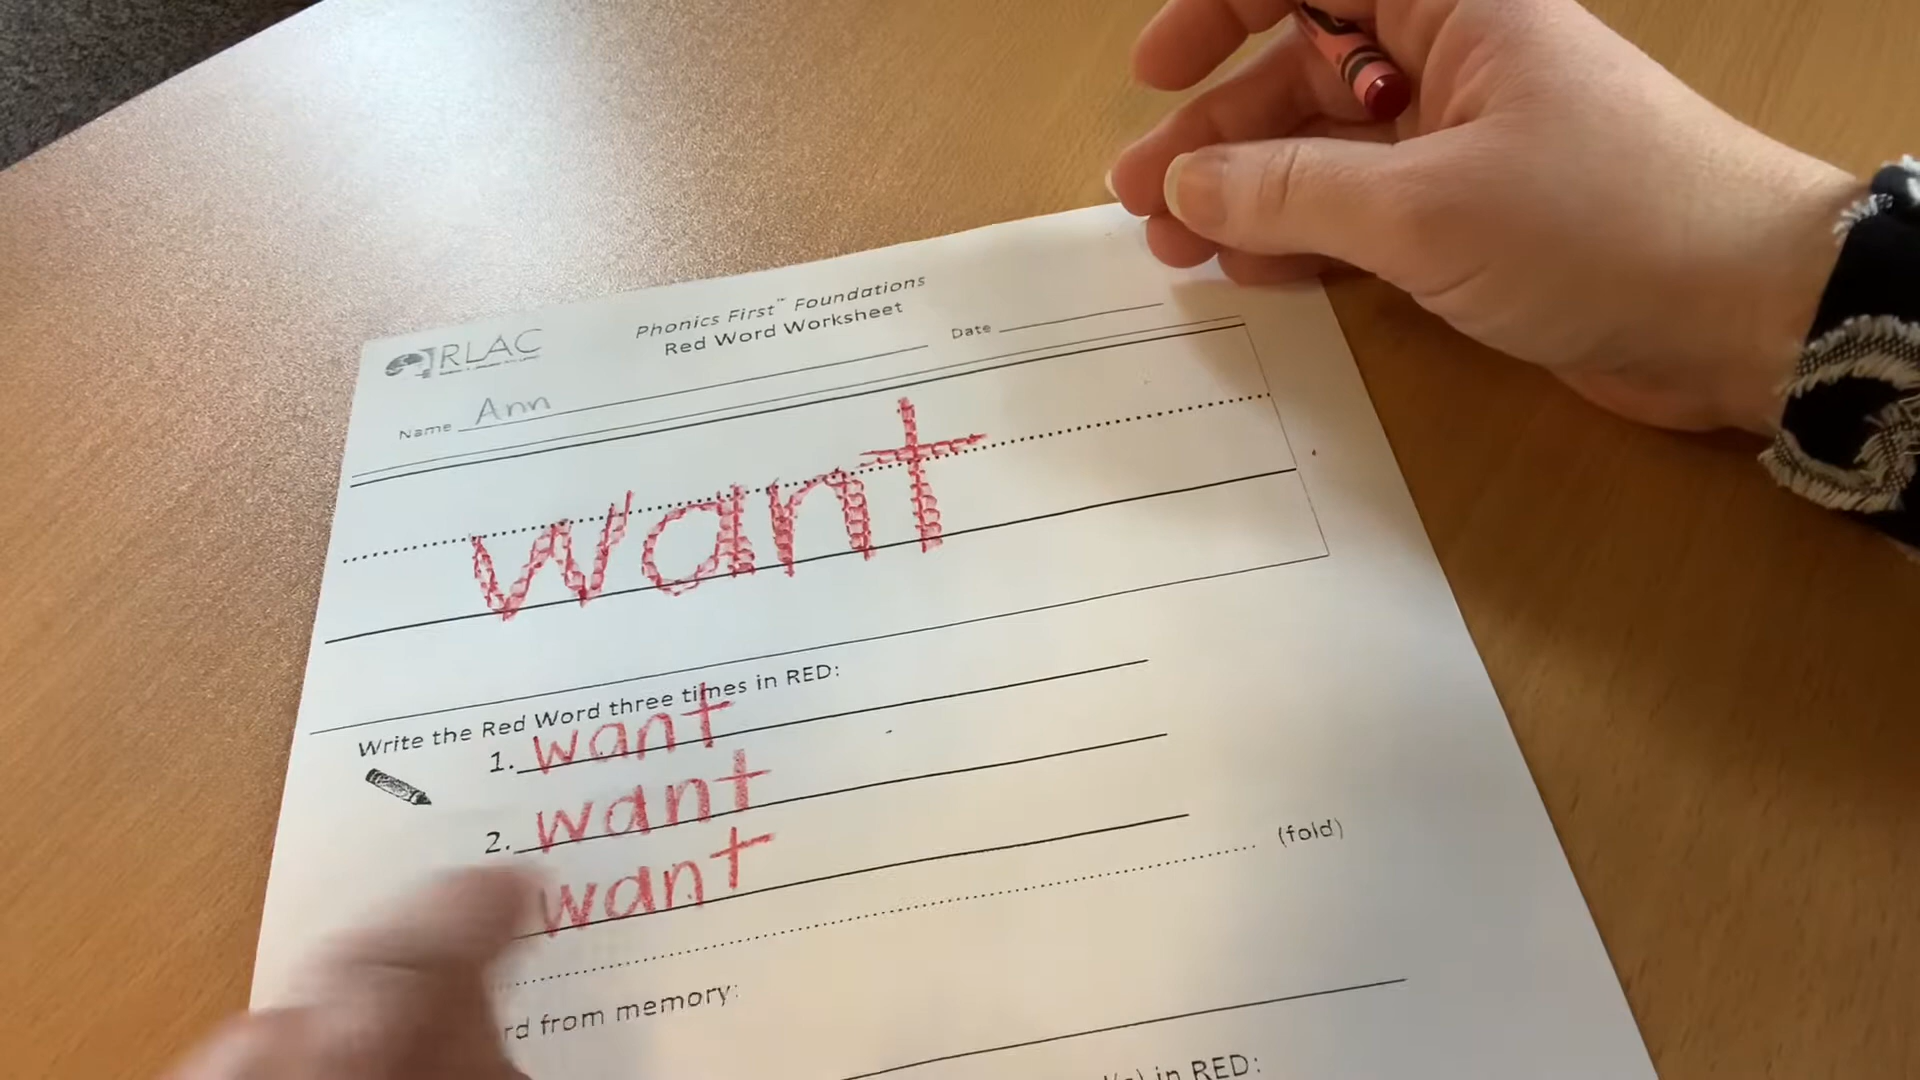 RLAC
Phonics First™ Foundations
Red Word Worksheet
Name Ann
Date
want
Write the Red Word three times in RED:
1. want
2. want
want
(fold)
from memory:
in RED: